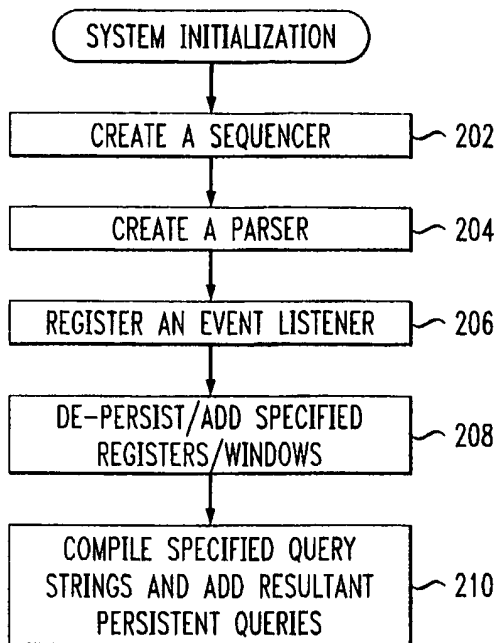 SYSTEM INITIALIZATION
CREATE A SEQUENCER
202
CREATE A PARSER
204
REGISTER AN EVENT LISTENER
206
DE-PERSIST/ADD SPECIFIED
REGISTERS/WINDOWS
208
COMPILE SPECIFIED QUERY
STRINGS AND ADD RESULTANT
PERSISTENT QUERIES
210